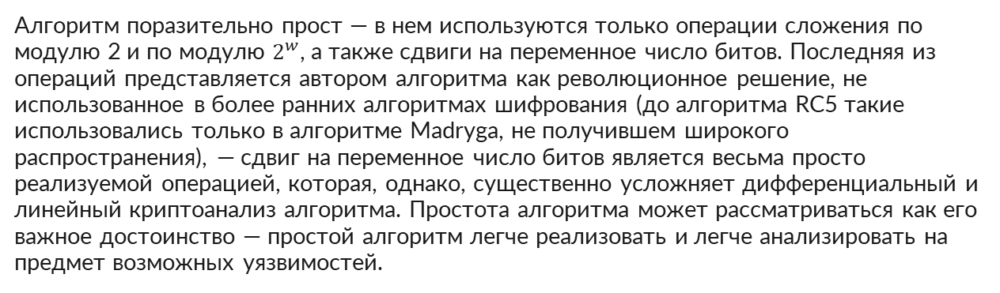 Алгоритм поразительно прост — в нем используются только операции сложения по
модулю 2 и по модулю 2ʷ, а также сдвиги на переменное число битов. Последняя из
операций представляется автором алгоритма как революционное решение, не
использованное в более ранних алгоритмах шифрования (до алгоритма RC5 такие
использовались только в алгоритме Madryga, не получившем широкого
распространения), — сдвиг на переменное число битов является весьма просто
реализуемой операцией, которая, однако, существенно усложняет дифференциальный и
линейный криптоанализ алгоритма. Простота алгоритма может рассматриваться как его
важное достоинство — простой алгоритм легче реализовать и легче анализировать на
предмет возможных уязвимостей.